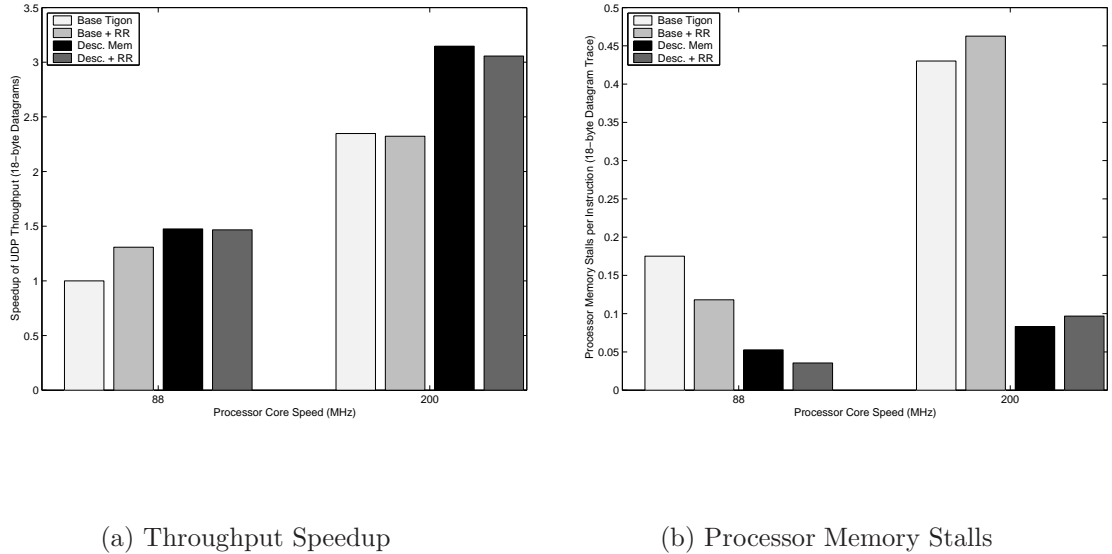 3.5
3
2.5
2
1.5
1
0.5
0
Speedup of UDP Throughput (18−byte Datagrams)
Base Tigon
Base + RR
Desc. Mem
Desc. + RR
88
200
Processor Core Speed (MHz)
(a) Throughput Speedup
0.5
0.45
0.4
0.35
0.3
0.25
0.2
0.15
0.1
0.05
0
Processor Memory Stalls per Instruction (18−byte Datagram Trace)
Base Tigon
Base + RR
Desc. Mem
Desc. + RR
88
200
Processor Core Speed (MHz)
(b) Processor Memory Stalls